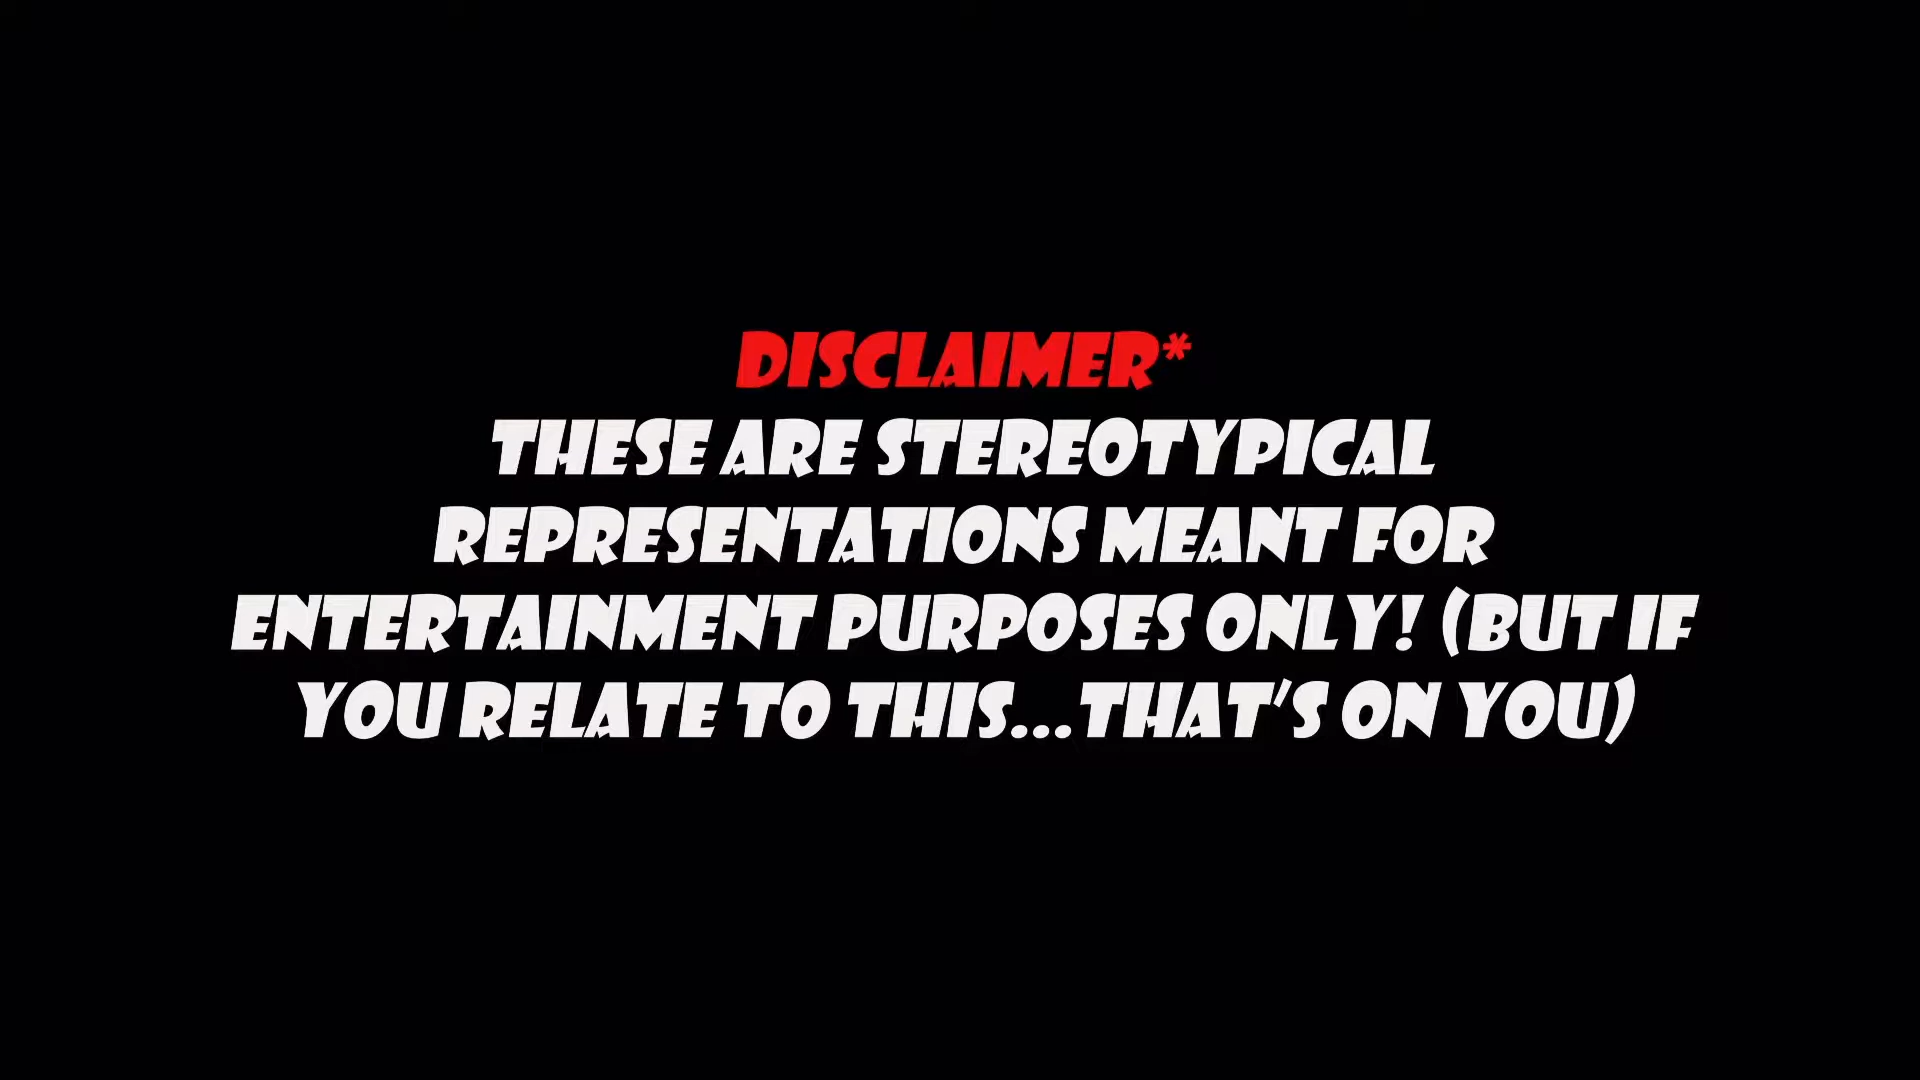 DISCLAIMER*
THESE ARE STEREOTYPICAL
REPRESENTATIONS MEANT FOR
ENTERTAINMENT PURPOSES ONLY! (BUT IF
YOU RELATE TO THIS...THAT'S ON YOU)